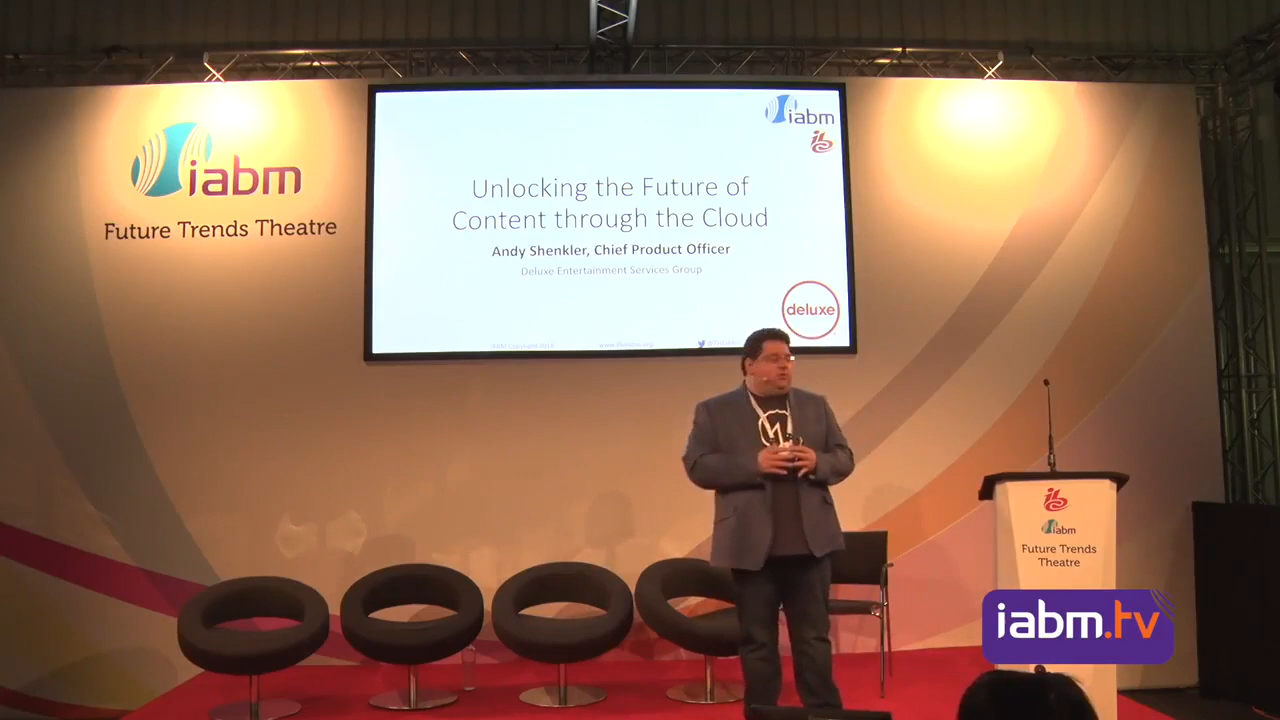 iabm
Future Trends Theatre
iabm
Unlocking the Future of
Content through the Cloud
Andy Shenkler, Chief Product Officer
Deluxe Entertainment Services Group
deluxe
iabm
Future Trends
Theatre
iabm.tv